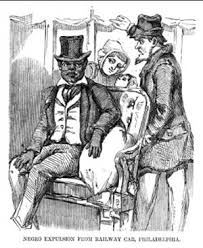 NEGRO EXPULSION FROM RAILWAY CAR, PHILADELPHIA.